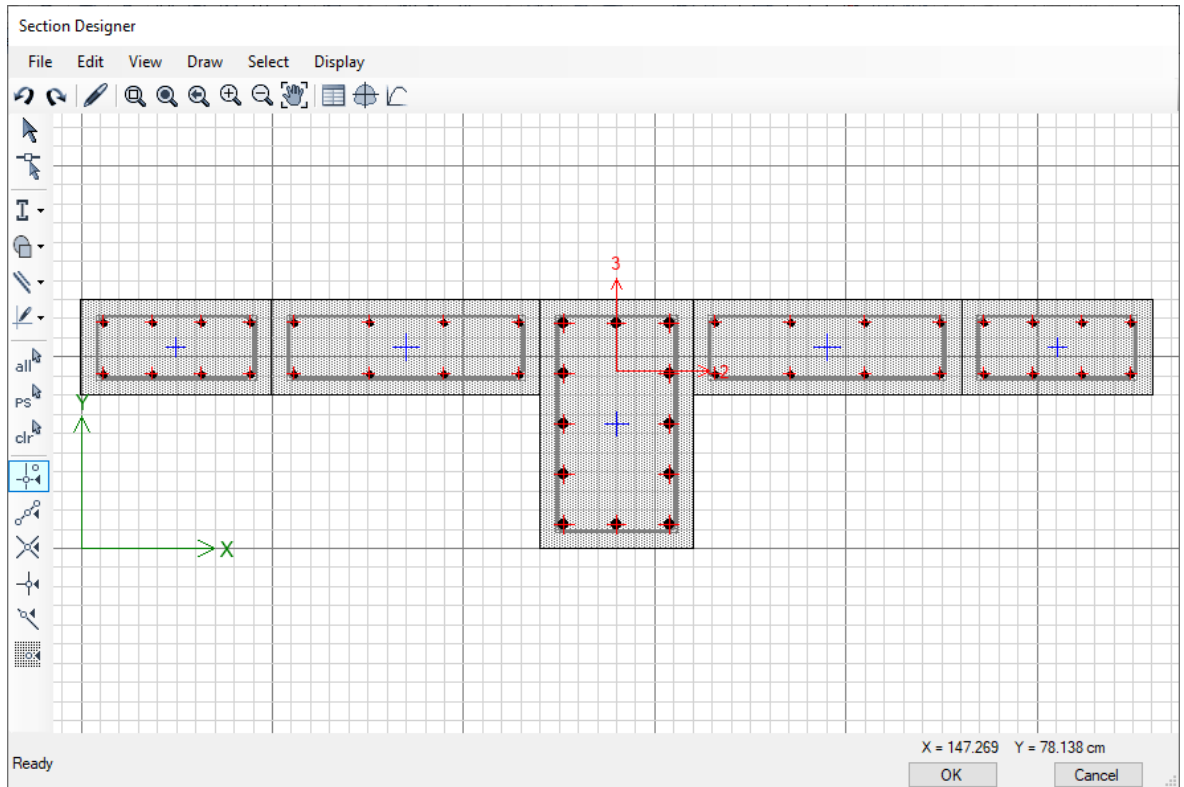 Section Designer
File Edit View Draw Select Display
all
PS
clr
3
2
Y
X
X = 147.269 Y = 78.138 cm
Ready
OK Cancel